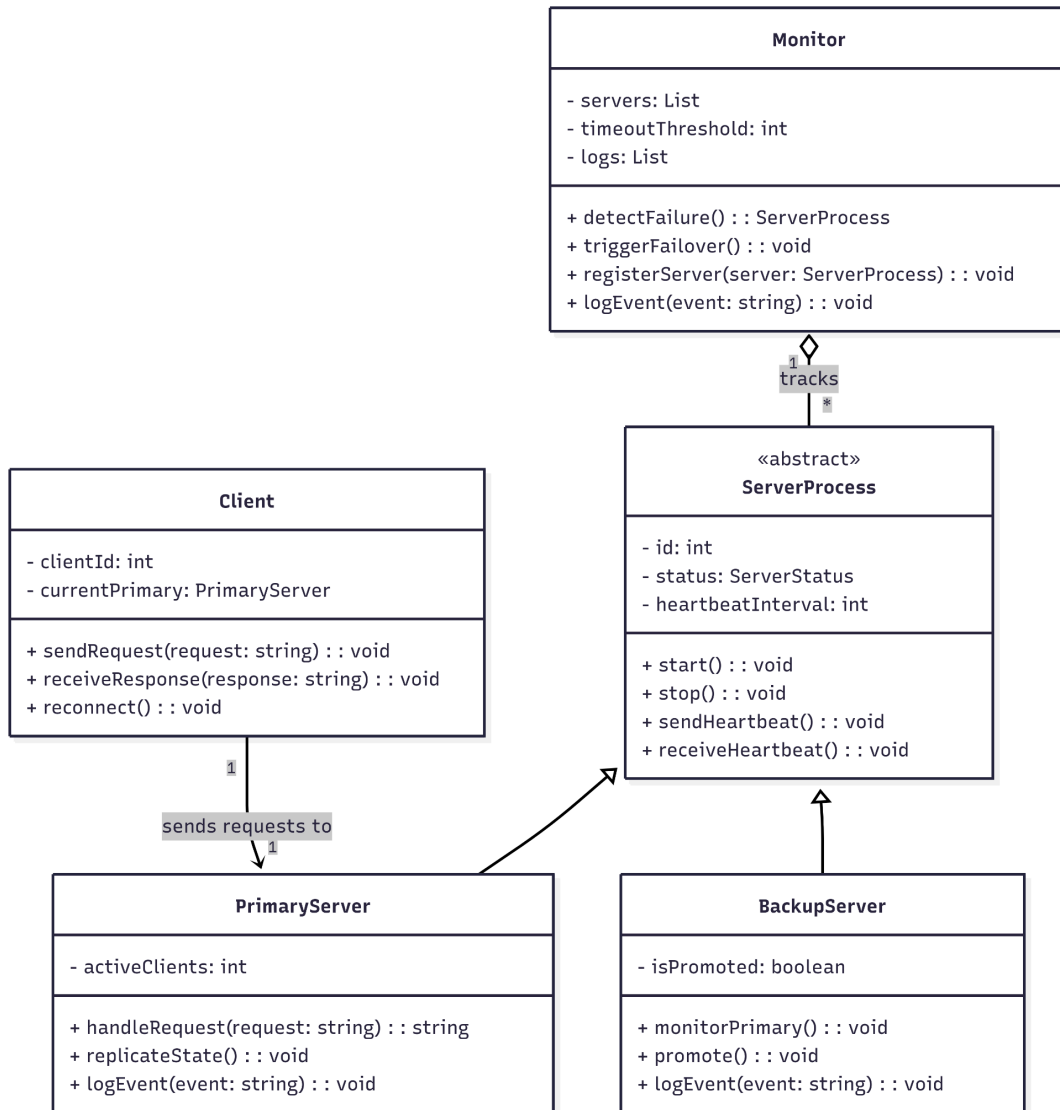 Monitor
- servers: List
- timeoutThreshold: int
- logs: List
+ detectFailure() : : ServerProcess
+ triggerFailover() : : void
+ registerServer(server: ServerProcess) : : void
+ logEvent(event: string) : : void
1
tracks
*
«abstract»
ServerProcess
- id: int
- status: ServerStatus
- heartbeatInterval: int
+ start() : : void
+ stop() : : void
+ sendHeartbeat() : : void
+ receiveHeartbeat() : : void
Client
- clientId: int
- currentPrimary: PrimaryServer
+ sendRequest(request: string) : : void
+ receiveResponse(response: string) : : void
+ reconnect() : : void
1
sends requests to
1
PrimaryServer
- activeClients: int
+ handleRequest(request: string) : : string
+ replicateState() : : void
+ logEvent(event: string) : : void
BackupServer
- isPromoted: boolean
+ monitorPrimary() : : void
+ promote() : : void
+ logEvent(event: string) : : void